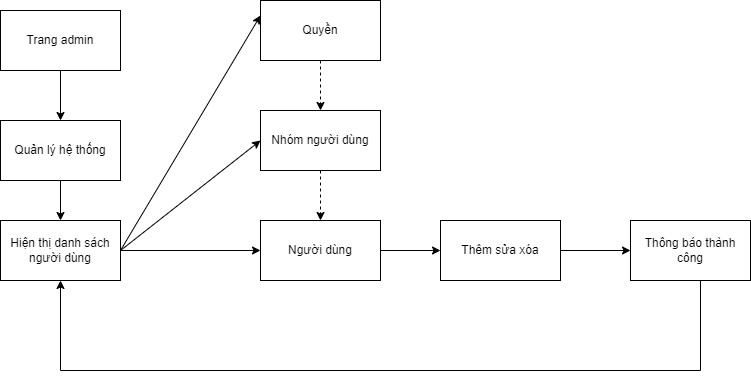 Trang admin
Quản lý hệ thống
Hiện thị danh sách
người dùng
Quyền
Nhóm người dùng
Người dùng
Thêm sửa xóa
Thông báo thành
công